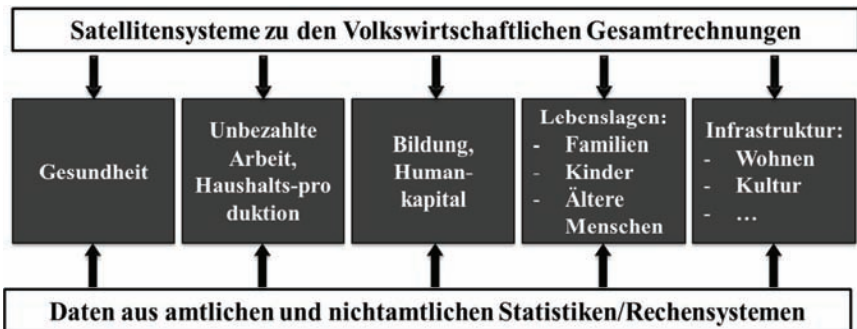 Satellitensysteme zu den Volkswirtschaftlichen Gesamtrechnungen
Gesundheit
Unbezahlte
Arbeit,
Haushalts-pro
duktion
Bildung,
Human-
kapital
Lebenslagen:
- Familien
- Kinder
- Ältere
Menschen
Infrastruktur:
- Wohnen
- Kultur
- …
Daten aus amtlichen und nichtamtlichen Statistiken/Rechensystemen